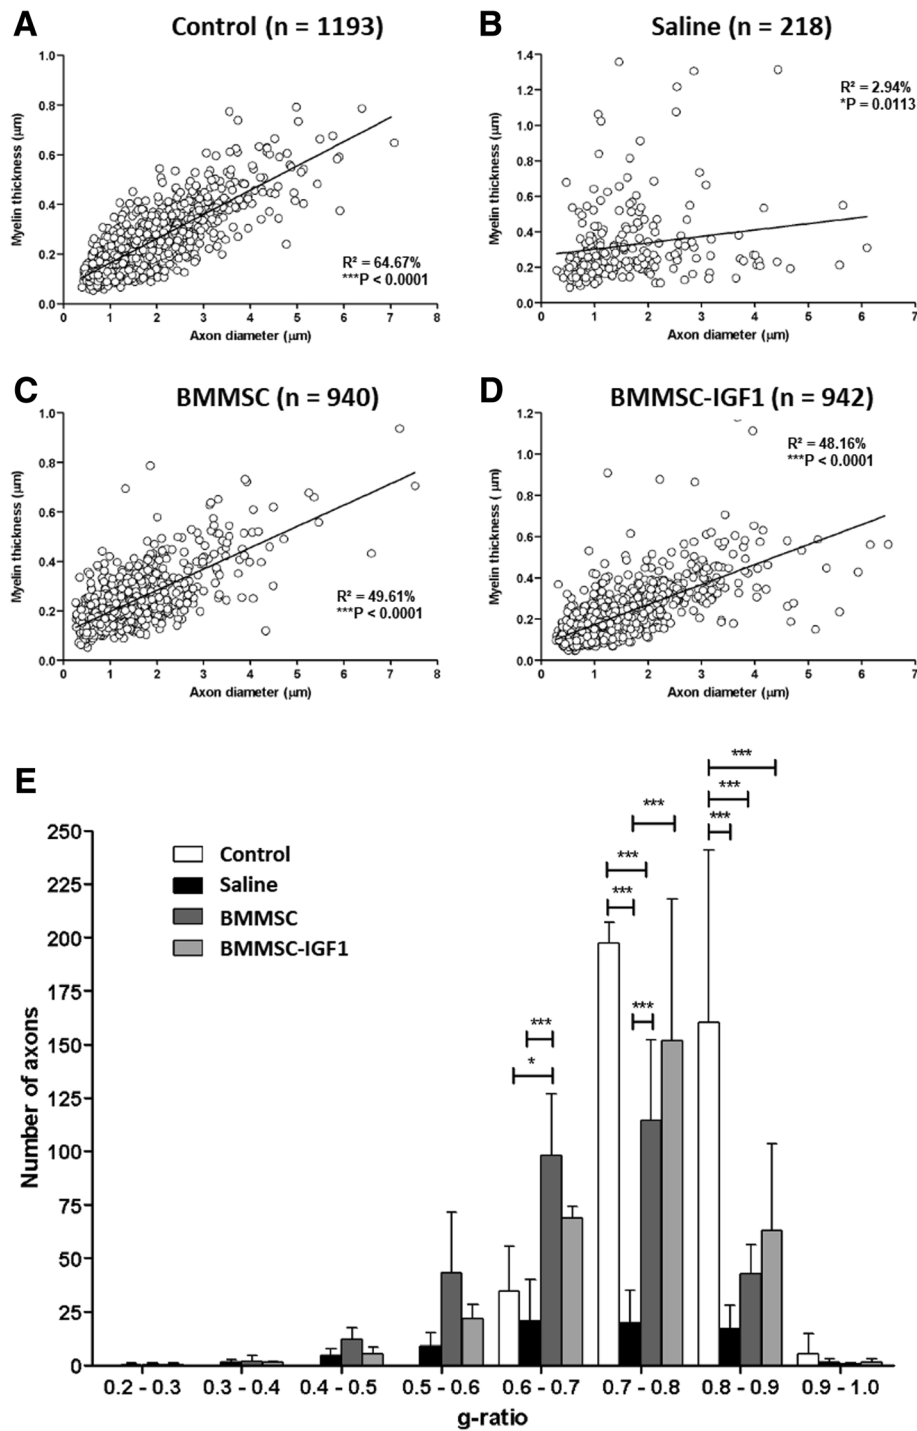 A
Control (n = 1193)
1.0
0.8
0.6
0.4
0.2
0.0
Myelin thickness (µm)
R² = 64.67%
***P < 0.0001
0 1 2 3 4 5 6 7 8
Axon diameter (µm)
B
Saline (n = 218)
1.4
1.2
1.0
0.8
0.6
0.4
0.2
0.0
Myelin thickness (µm)
R² = 2.94%
*P = 0.0113
0 1 2 3 4 5 6 7
Axon diameter (µm)
C
BMMSC (n = 940)
1.0
0.8
0.6
0.4
0.2
0.0
Myelin thickness (µm)
R² = 49.61%
***P < 0.0001
0 1 2 3 4 5 6 7 8
Axon diameter (µm)
D
BMMSC-IGF1 (n = 942)
1.2
1.0
0.8
0.6
0.4
0.2
0.0
Myelin thickness ( µm)
R² = 48.16%
***P < 0.0001
0 1 2 3 4 5 6 7
Axon diameter (µm)
E
250
225
200
175
150
125
100
75
50
25
0
Number of axons
Control
Saline
BMMSC
BMMSC-IGF1
***
*
***
***
***
***
***
***
***
***
0.2 - 0.3 0.3 - 0.4 0.4 - 0.5 0.5 - 0.6 0.6 - 0.7 0.7 - 0.8 0.8 - 0.9 0.9 - 1.0
g-ratio